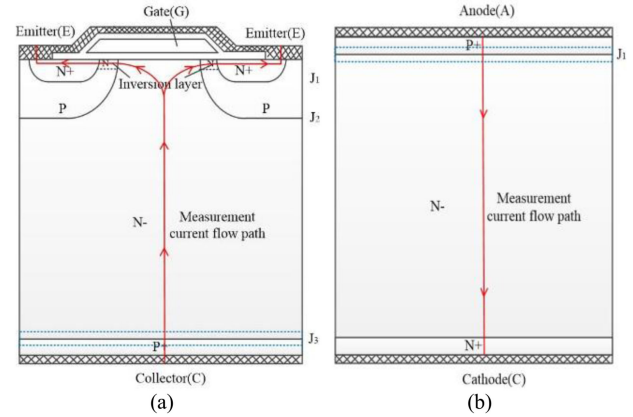 Gate(G)
Emitter(E)
Emitter(E)
N+
N
N
N+
Inversion layer
J1
P
P
J2
N-
Measurement
current flow path
J3
P+
Collector(C)
(a)
Anode(A)
P+
J1
N-
Measurement
current flow path
N+
Cathode(C)
(b)